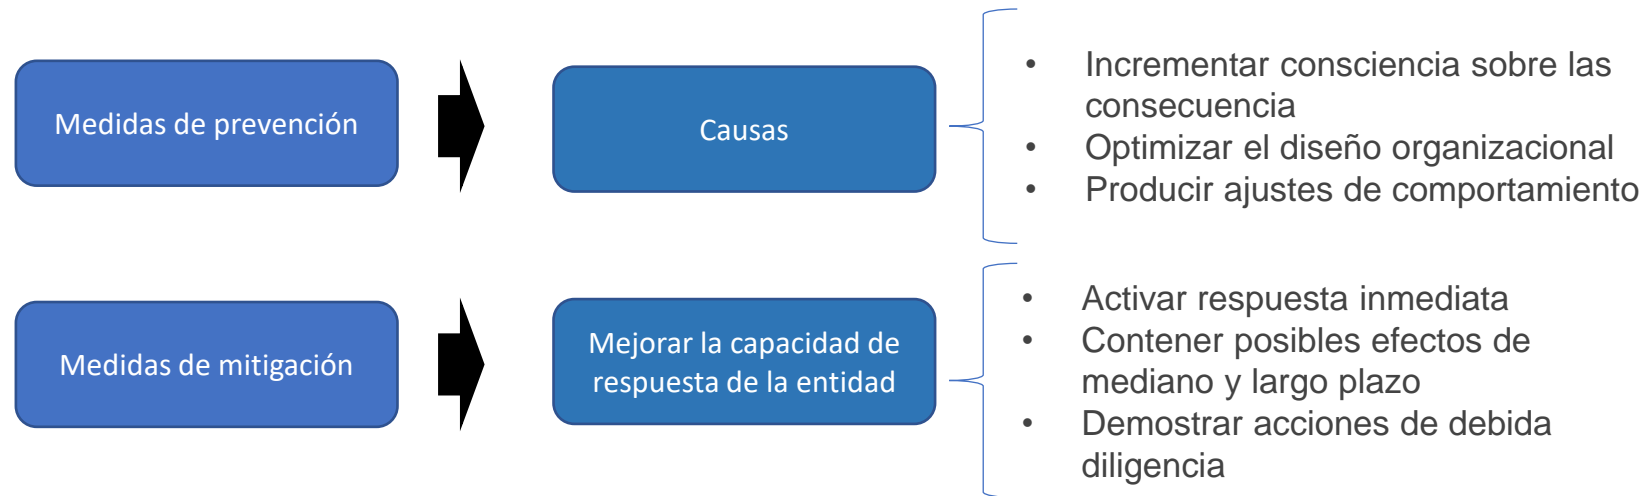 Medidas de prevención
Causas
• Incrementar consciencia sobre las
consecuencia
• Optimizar el diseño organizacional
• Producir ajustes de comportamiento
Medidas de mitigación
Mejorar la capacidad de
respuesta de la entidad
• Activar respuesta inmediata
• Contener posibles efectos de
mediano y largo plazo
• Demostrar acciones de debida
diligencia